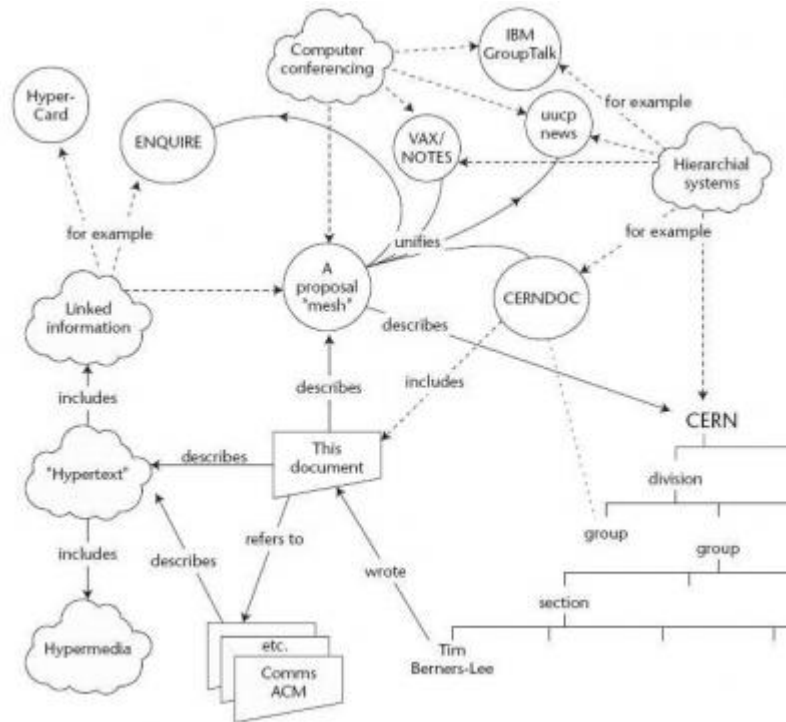 Computer
conferencing
IBM
GroupTalk
Hyper-
Card
for example
uucp
news
ENQUIRE
VAX/
NOTES
Hierarchial
systems
unifies
for example
for example
A
proposal
"mesh"
CERNDOC
Linked
information
describes
includes
describes
includes
CERN
This
document
describes
"Hypertext"
division
refers to
group
group
includes
describes
wrote
section
Hypermedia
etc.
Comms
ACM
Tim
Berners-Lee